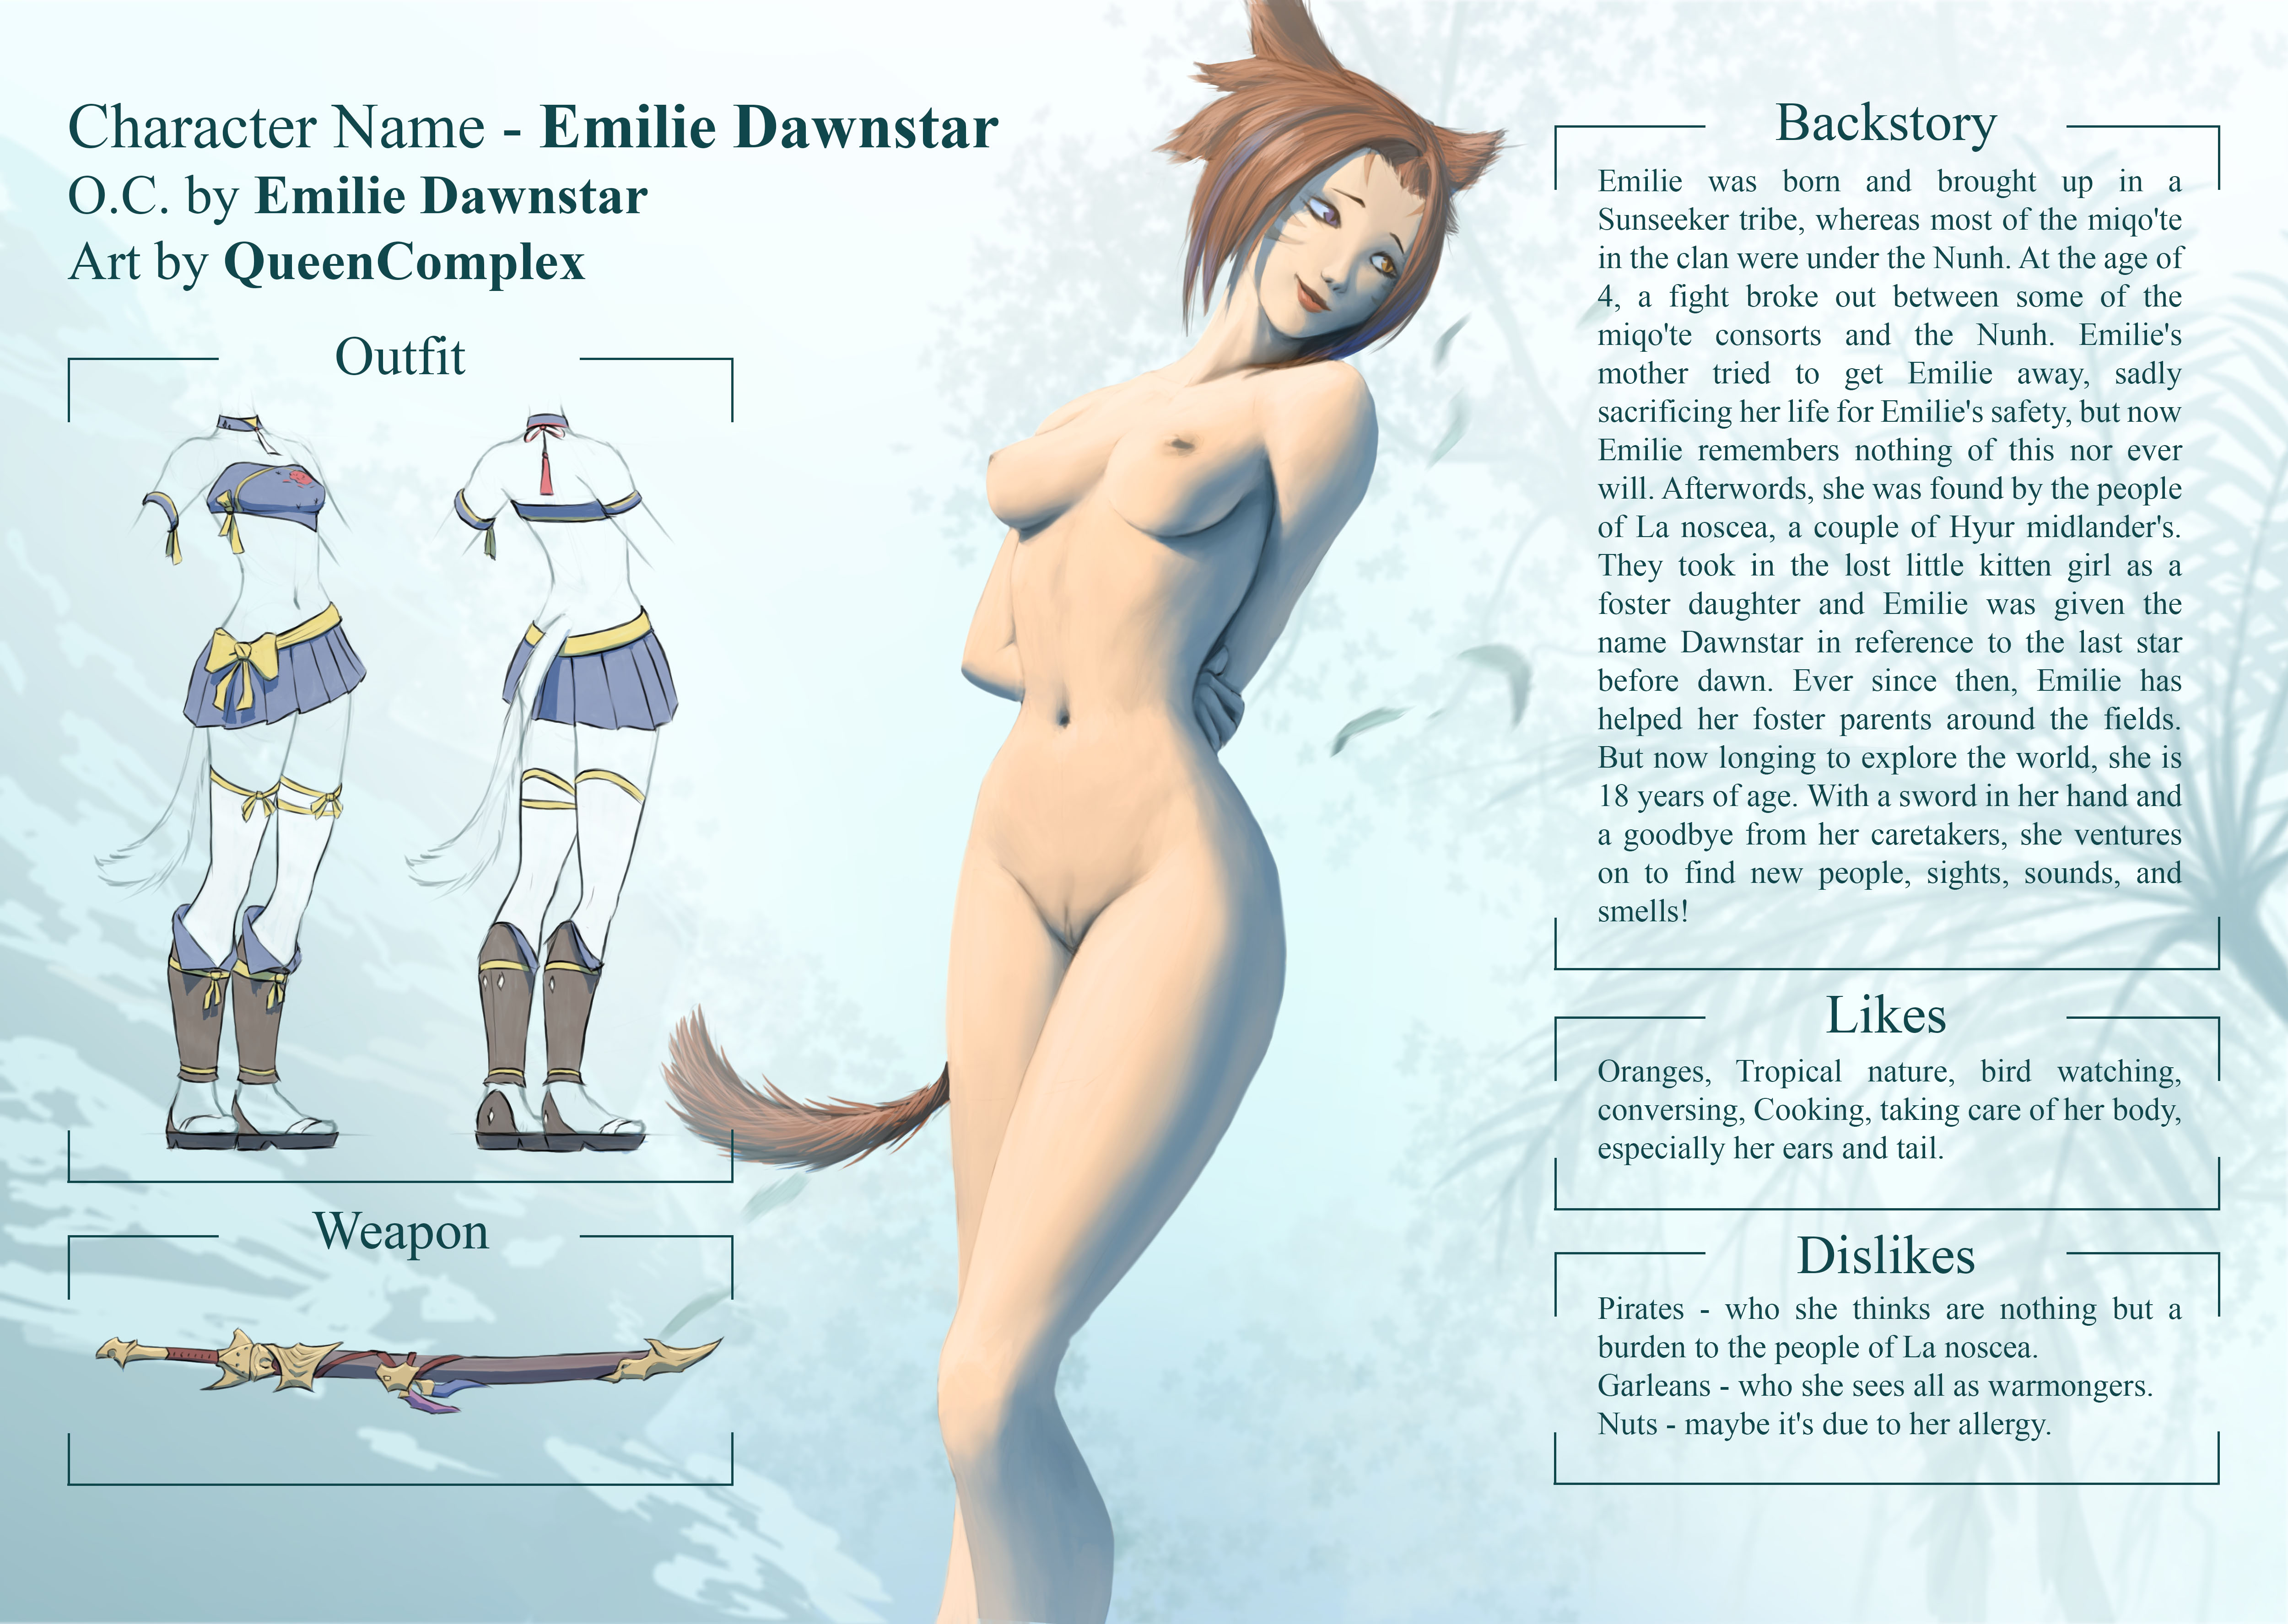 Character Name - Emilie Dawnstar
O.C. by Emilie Dawnstar
Art by QueenComplex
Outfit
Weapon
Backstory
Emilie was born and brought up in a
Sunseeker tribe, whereas most of the miqo'te
in the clan were under the Nunh. At the age of
4, a fight broke out between some of the
miqo'te consorts and the Nunh. Emilie's
mother tried to get Emilie away, sadly
sacrificing her life for Emilie's safety, but now
Emilie remembers nothing of this nor ever
will. Afterwords, she was found by the people
of La noscea, a couple of Hyur midlander's.
They took in the lost little kitten girl as a
foster daughter and Emilie was given the
name Dawnstar in reference to the last star
before dawn. Ever since then, Emilie has
helped her foster parents around the fields.
But now longing to explore the world, she is
18 years of age. With a sword in her hand and
a goodbye from her caretakers, she ventures
on to find new people, sights, sounds, and
smells!
Likes
Oranges, Tropical nature, bird watching,
conversing, Cooking, taking care of her body,
especially her ears and tail.
Dislikes
Pirates - who she thinks are nothing but a
burden to the people of La noscea.
Garleans - who she sees all as warmongers.
Nuts - maybe it's due to her allergy.